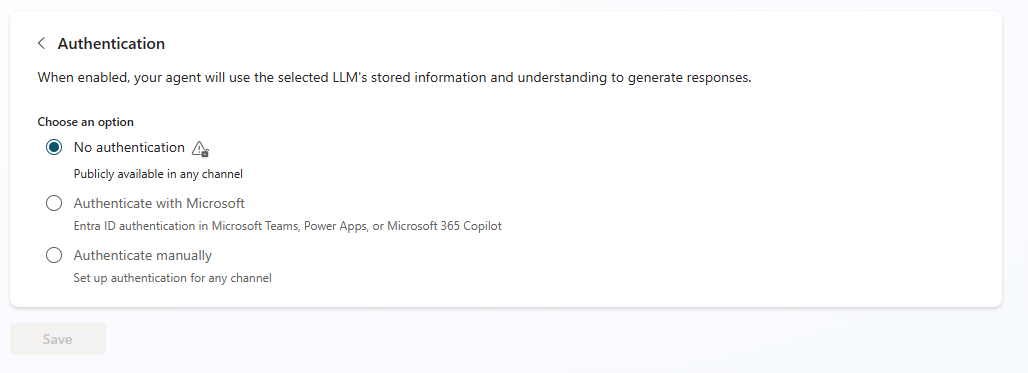 Authentication
When enabled, your agent will use the selected LLM's stored information and understanding to generate responses.
Choose an option
No authentication
Publicly available in any channel
Authenticate with Microsoft
Entra ID authentication in Microsoft Teams, Power Apps, or Microsoft 365 Copilot
Authenticate manually
Set up authentication for any channel
Save